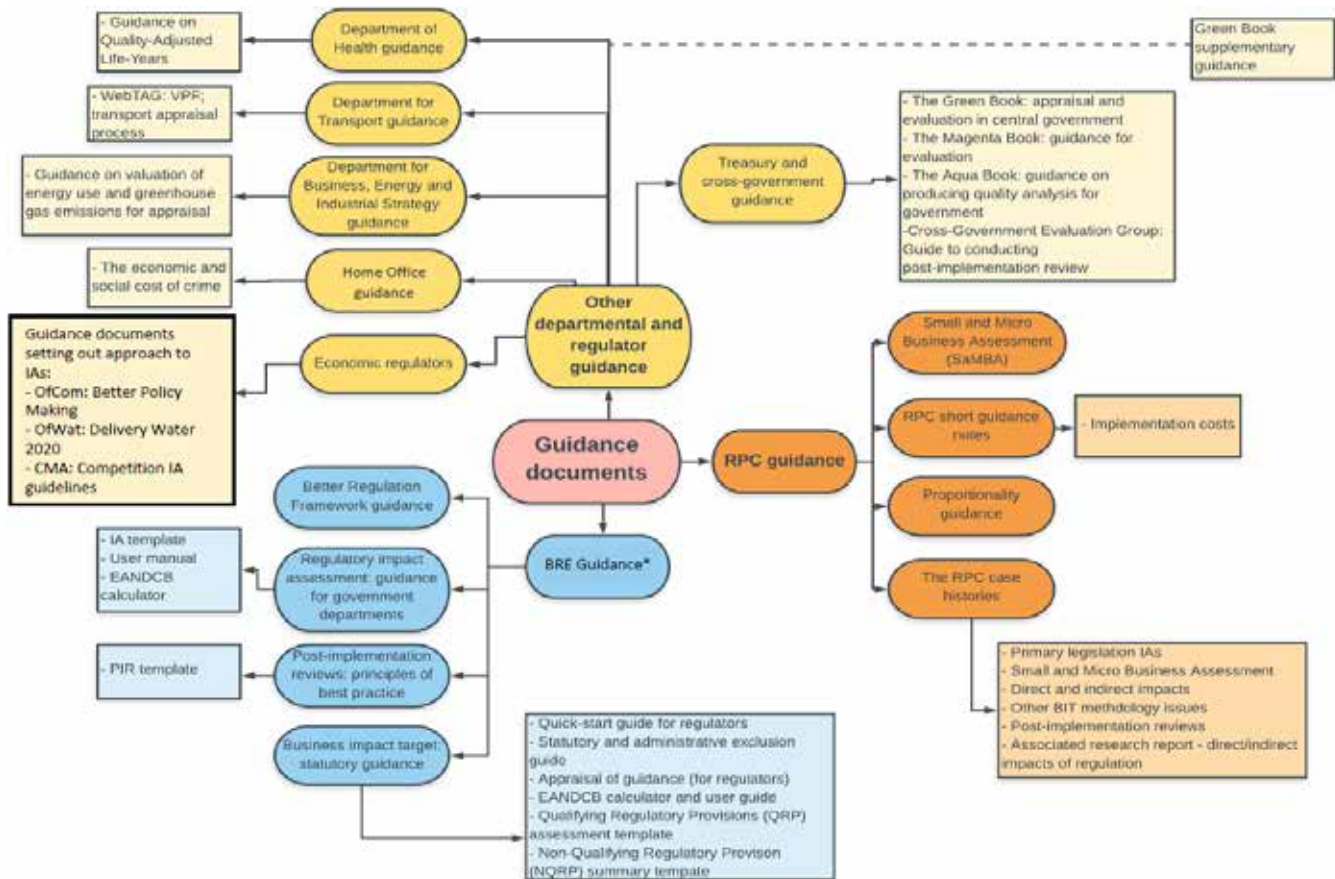 - Guidance on
Quality-Adjusted
Life-Years
Department of
Health guidance
Green Book
supplementary
guidance
- WebTAG: VPF;
transport appraisal
process
Department for
Transport guidance
- The Green Book: appraisal and
evaluation in central government
- The Magenta Book: guidance for
evaluation
- The Aqua Book: guidance on
producing quality analysis for
government
-Cross-Government Evaluation Group:
Guide to conducting
post-implementation review
Treasury and
cross-government
guidance
- Guidance on valuation of
energy use and greenhouse
gas emissions for appraisal
Department for
Business, Energy and
Industrial Strategy
guidance
- The economic and
social cost of crime
Home Office
guidance
Other
departmental and
regulator
guidance
Guidance documents
setting out approach to
IAs:
- OfCom: Better Policy
Making
- OfWat: Delivery Water
2020
- CMA: Competition IA
guidelines
Economic regulators
Small and Micro
Business Assessment
(SaMBA)
RPC short guidance
notes
- Implementation costs
Guidance
documents
RPC guidance
Proportionality
guidance
The RPC case
histories
Better Regulation
Framework guidance
BRE Guidance*
- IA template
- User manual
- EANDCB
calculator
Regulatory impact
assessment: guidance
for government
departments
- PIR template
Post-implementation
reviews: principles of
best practice
- Primary legislation IAs
- Small and Micro Business Assessment
- Direct and indirect impacts
- Other BIT methdology issues
- Post-implementation reviews
- Associated research report - direct/indirect
impacts of regulation
Business impact target:
statutory guidance
- Quick-start guide for regulators
- Statutory and administrative exclusion
guide
- Appraisal of guidance (for regulators)
- EANDCB calculator and user guide
- Qualifying Regulatory Provisions (QRP)
assessment template
- Non-Qualifying Regulatory Provison
(NQRP) summary tempate